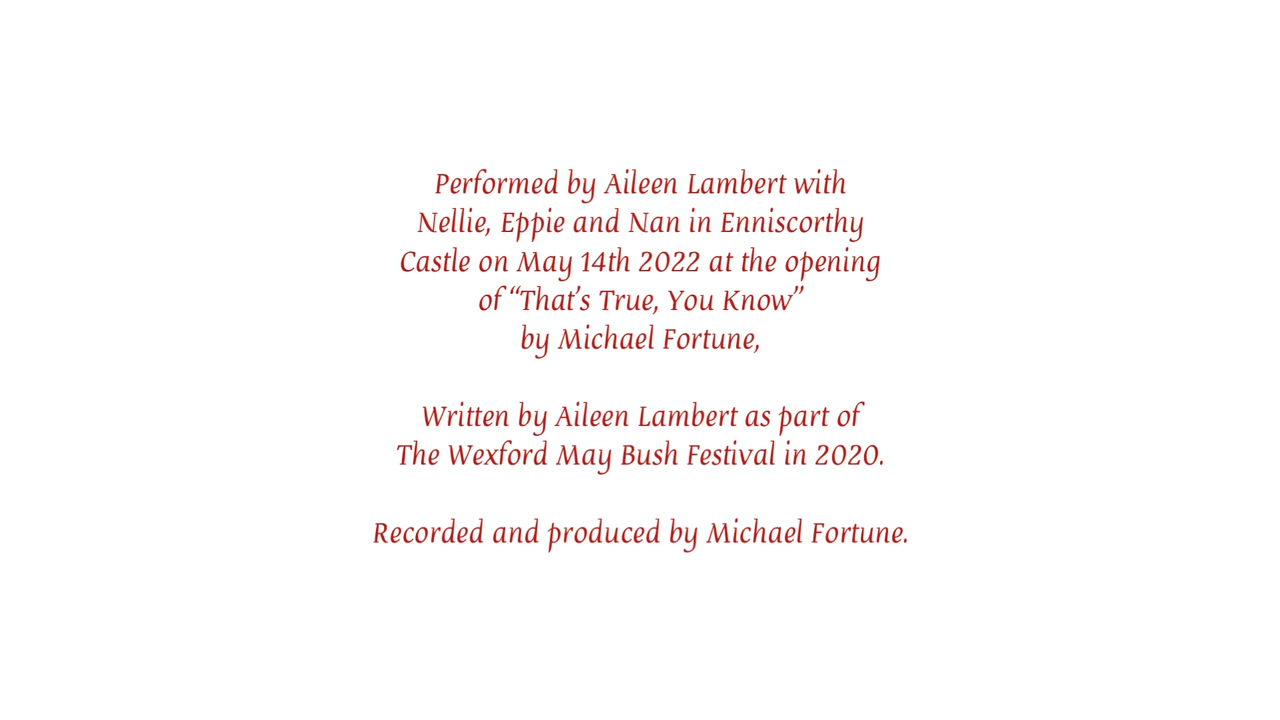 Performed by Aileen Lambert with
Nellie, Eppie and Nan in Enniscorthy
Castle on May 14th 2022 at the opening
of “That’s True, You Know”
by Michael Fortune,
Written by Aileen Lambert as part of
The Wexford May Bush Festival in 2020.
Recorded and produced by Michael Fortune.